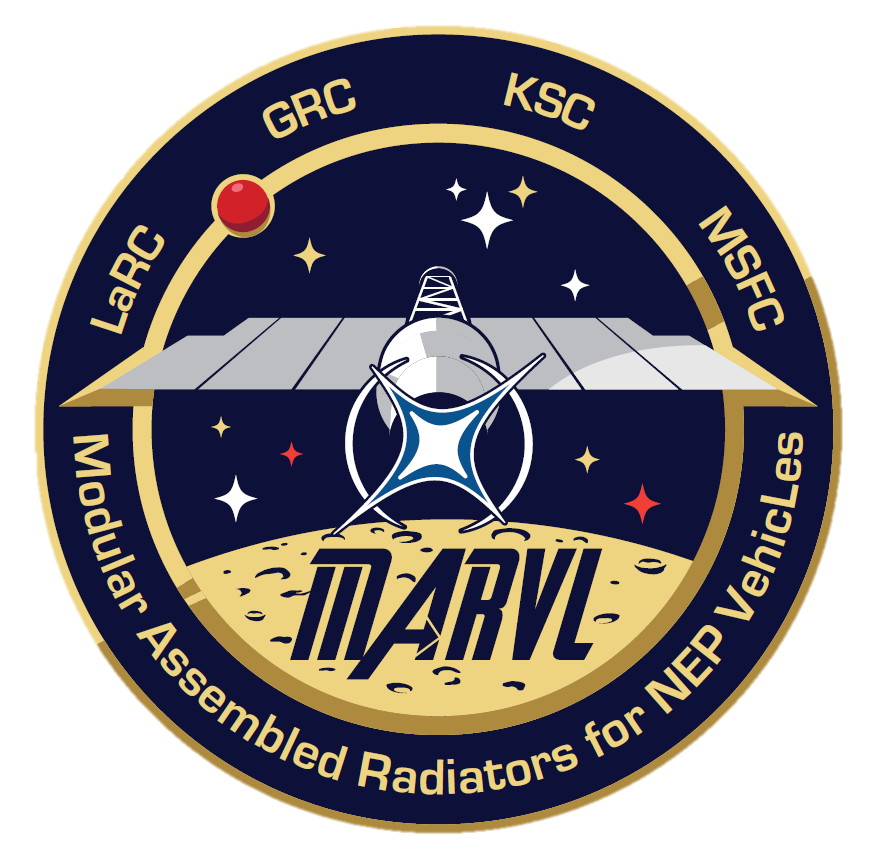 LaRC
GRC
KSC
MSFC
MARVL
Modular Assembled Radiators for NEP VehicLes